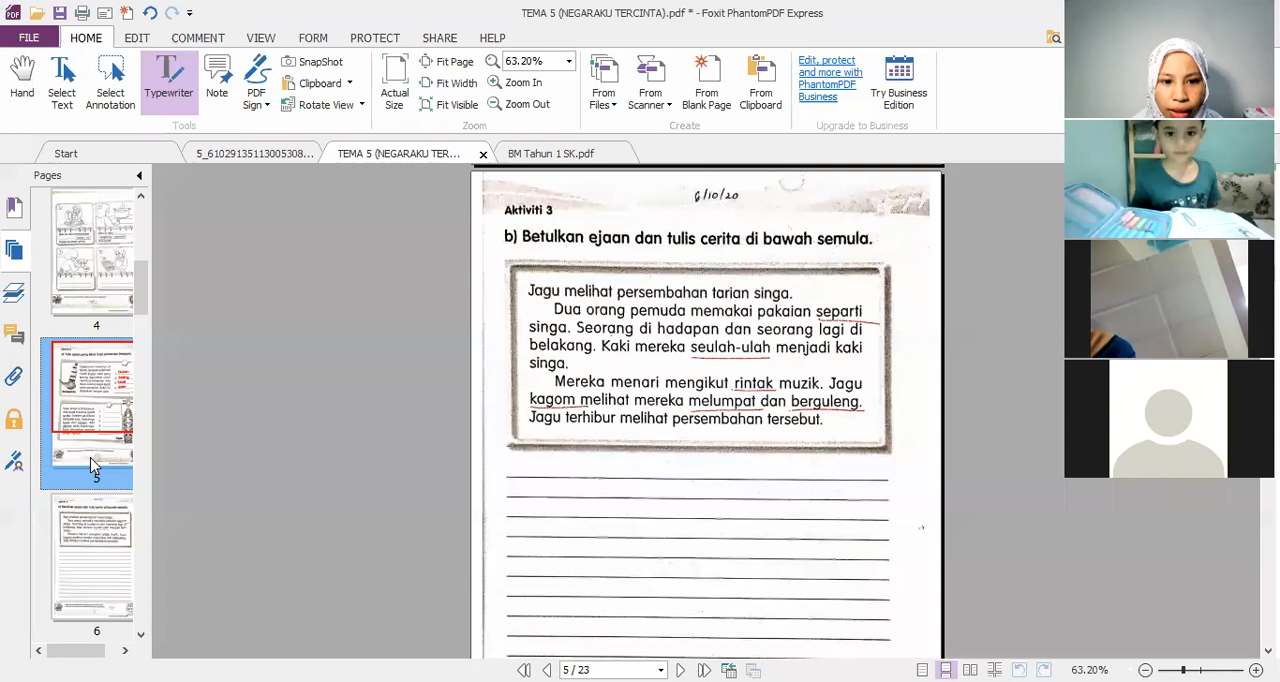 TEMA 5 (NEGARAKU TERCINTA).pdf * - Foxit PhantomPDF Express
FILE HOME EDIT COMMENT VIEW FORM PROTECT SHARE HELP
Hand
Select Text
Select Annotation
Typewriter
Note
PDF Sign
SnapShot
Clipboard
Rotate View
Tools
Actual Size
Fit Page
Fit Width
Fit Visible
63.20%
Zoom In
Zoom Out
Zoom
From Files
From Scanner
From Blank Page
From Clipboard
Create
Edit, protect
and more with
PhantomPDF
Business
Try Business
Edition
Upgrade to Business
Start
5_61029135113005308...
TEMA 5 (NEGARAKU TER...
BM Tahun 1 SK.pdf
Pages
4
5
6
6/10/20
Aktiviti 3
b) Betulkan ejaan dan tulis cerita di bawah semula.
Jagu melihat persembahan tarian singa.
Dua orang pemuda memakai pakaian separti
singa. Seorang di hadapan dan seorang lagi di
belakang. Kaki mereka seulah-ulah menjadi kaki
singa.
Mereka menari mengikut rintak muzik. Jagu
kagom melihat mereka melumpat dan berguleng.
Jagu terhibur melihat persembahan tersebut.
5 / 23
63.20%